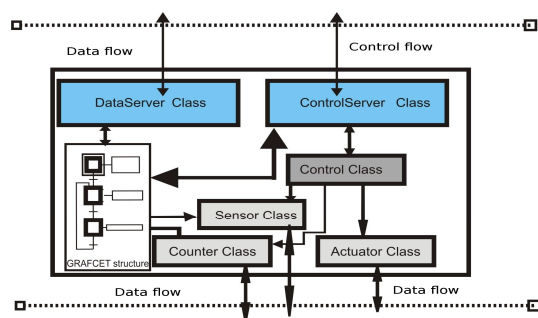 Data flow
Control flow
DataServer Class
ControlServer Class
Control Class
Sensor Class
Counter Class
Actuator Class
GRAFCET structure
Data flow
Data flow